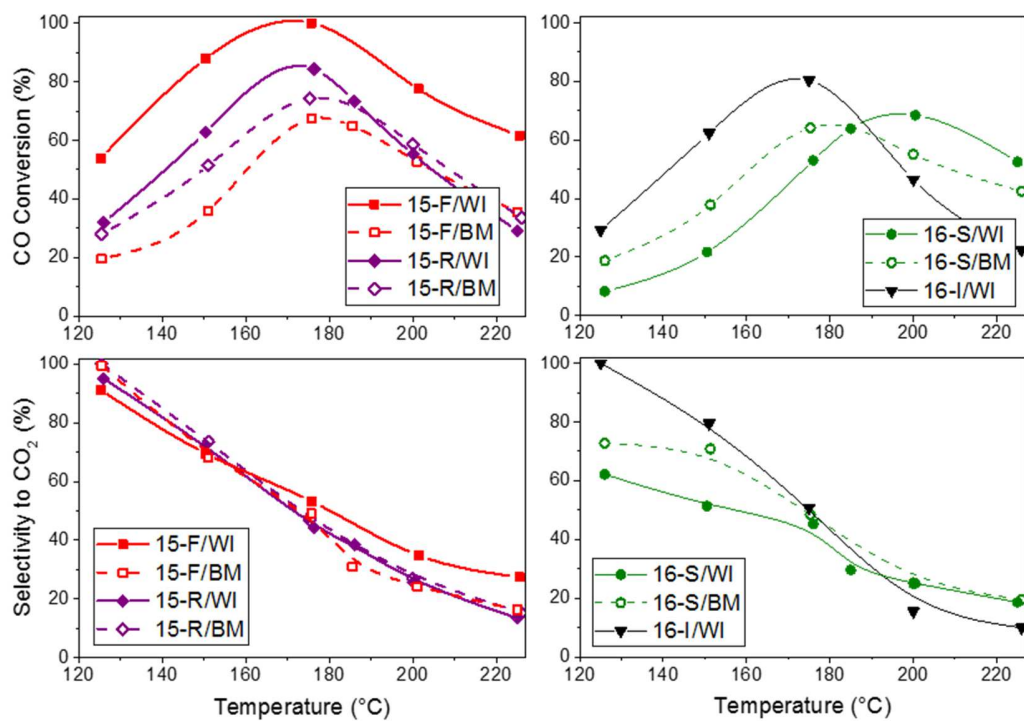 CO Conversion (%)
100
80
60
40
20
0
15-F/WI
15-F/BM
15-R/WI
15-R/BM
120 140 160 180 200 220
100
80
60
40
20
0
16-S/WI
16-S/BM
16-I/WI
120 140 160 180 200 220
Selectivity to CO₂ (%)
100
80
60
40
20
0
15-F/WI
15-F/BM
15-R/WI
15-R/BM
120 140 160 180 200 220
Temperature (°C)
100
80
60
40
20
0
16-S/WI
16-S/BM
16-I/WI
120 140 160 180 200 220
Temperature (°C)